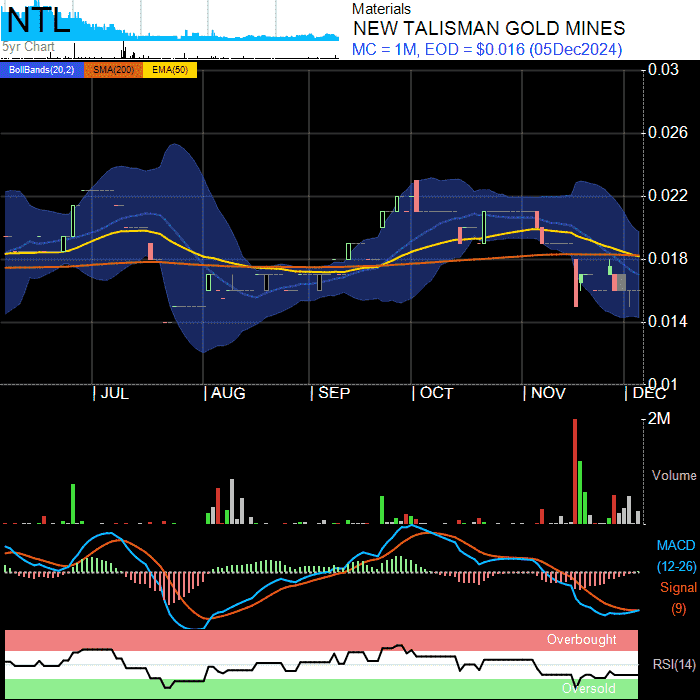 NTL
5yr Chart
Materials
NEW TALISMAN GOLD MINES
MC = 1M, EOD = $0.016 (05Dec2024)
BollBands(20,2) SMA(200) EMA(50)
0.03
0.026
0.022
0.018
0.014
0.01
JUL AUG SEP OCT NOV DEC
2M
Volume
MACD
(12-26)
Signal
(9)
Overbought
RSI(14)
Oversold